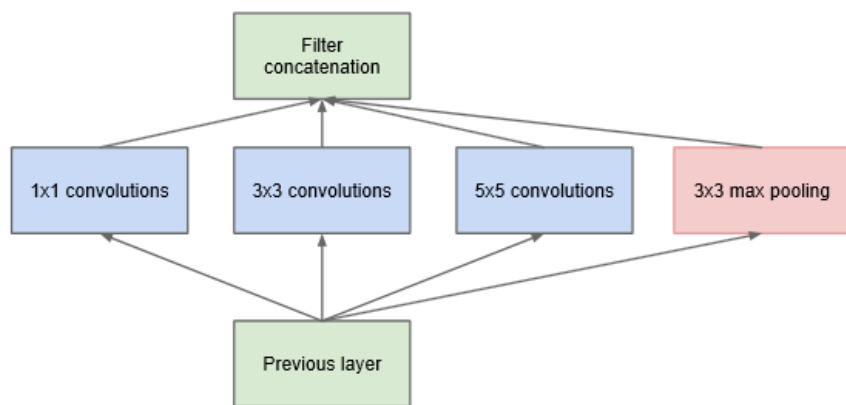 Filter
concatenation
1x1 convolutions
3x3 convolutions
5x5 convolutions
3x3 max pooling
Previous layer